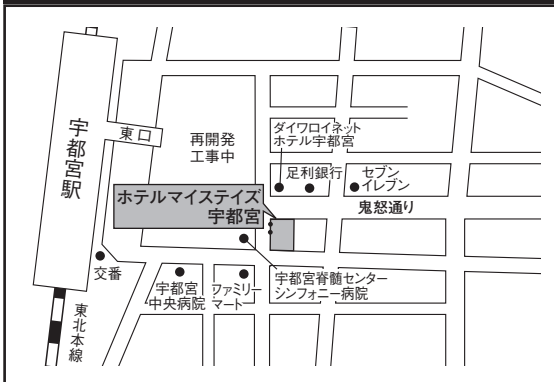 宇都宮駅
東口
再開発
工事中
ダイワロイネット
ホテル宇都宮
足利銀行
セブン
イレブン
ホテルマイステイズ
宇都宮
鬼怒通り
交番
宇都宮
中央病院
ファミリー
マート
宇都宮脊髄センター
シンフォニー病院
東北本線